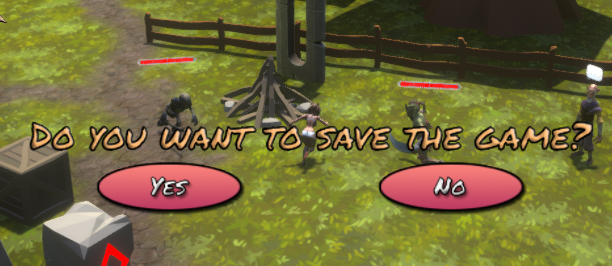 Do you want to save the game?
Yes
No